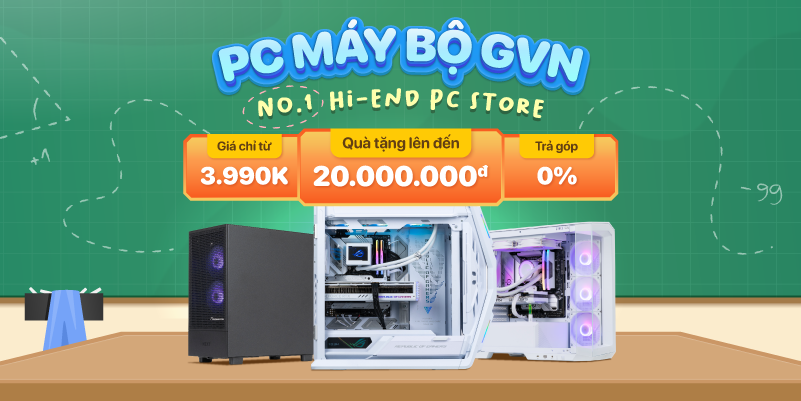 PC MÁY BỘ GVN
NO.1 Hi-END PC STORE
Giá chỉ từ
3.990K
Quà tặng lên đến
20.000.000đ
Trả góp
0%
+1
-99